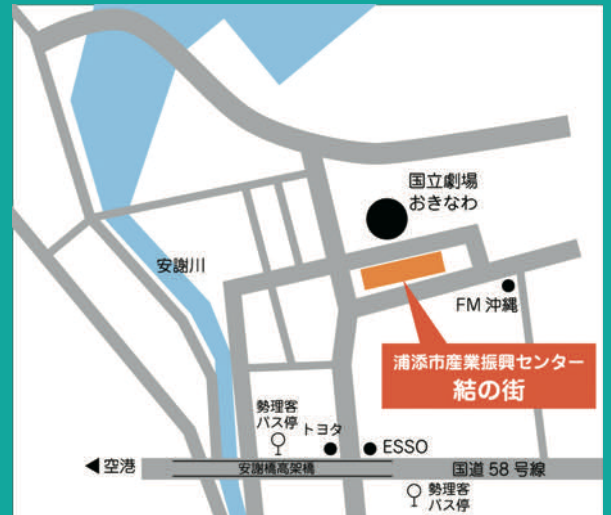 国立劇場
おきなわ
安謝川
FM 沖縄
浦添市産業振興センター
結の街
勢理客
バス停
トヨタ
ESSO
◀空港
安謝橋高架橋
国道 58 号線
勢理客
バス停